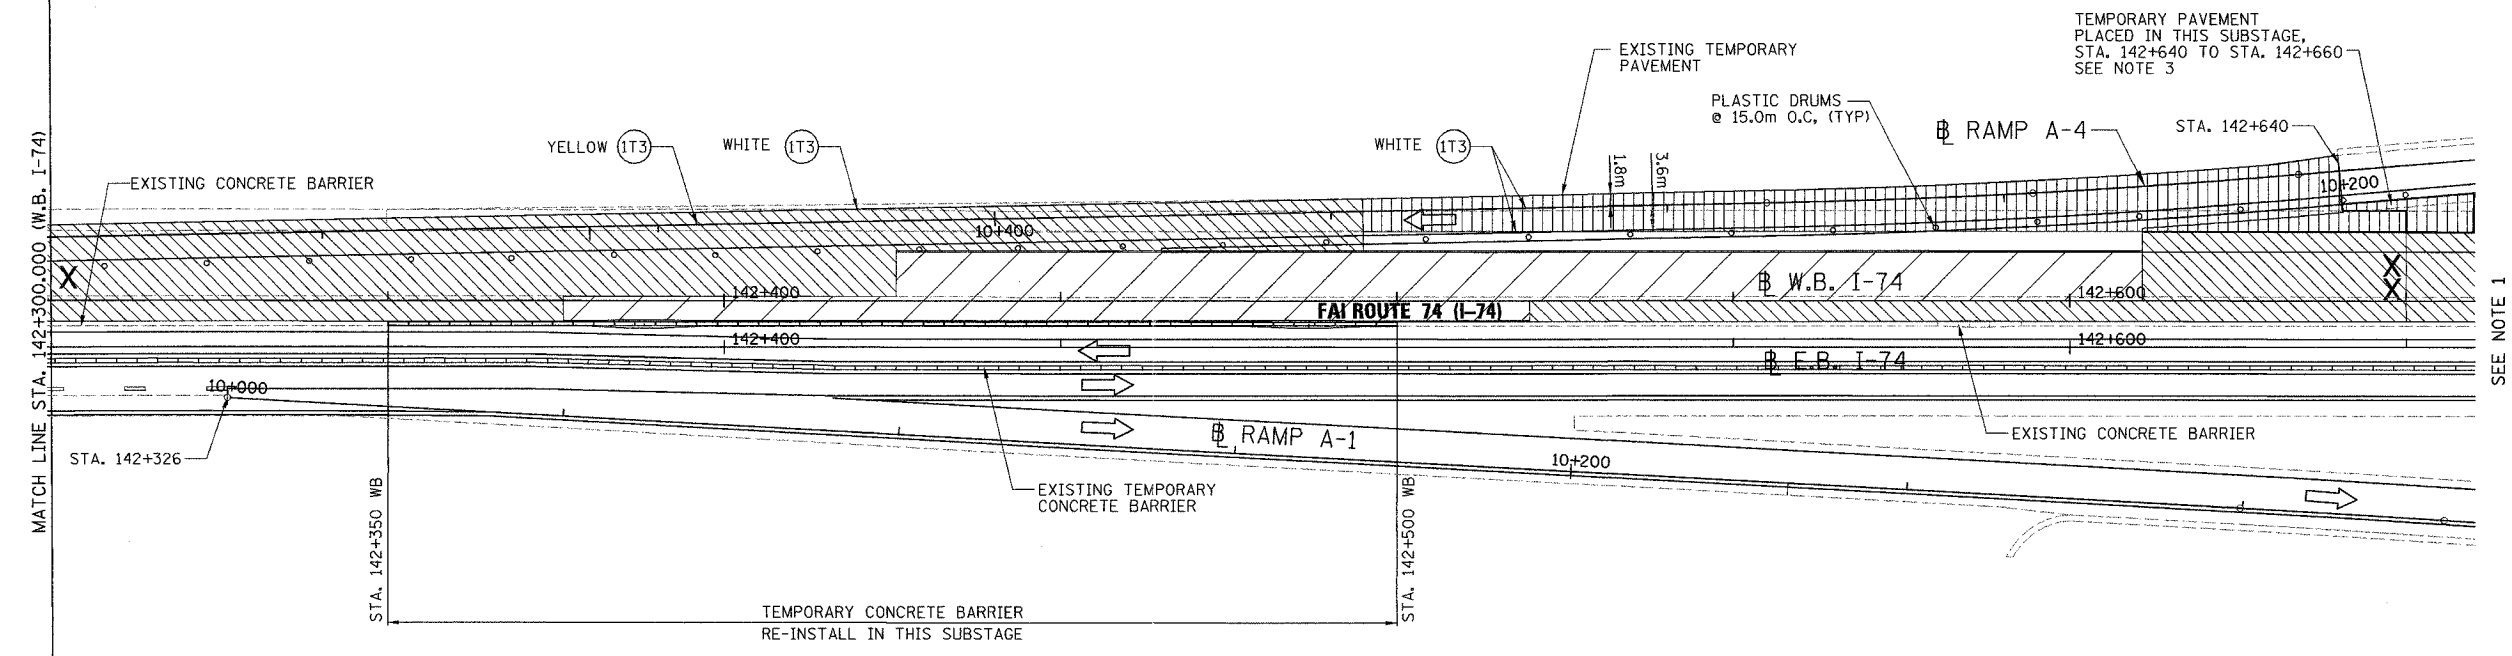 TEMPORARY PAVEMENT
PLACED IN THIS SUBSTAGE,
STA. 142+640 TO STA. 142+660
SEE NOTE 3
EXISTING TEMPORARY
PAVEMENT
PLASTIC DRUMS
@ 15.0m O.C. (TYP)
℄ RAMP A-4
STA. 142+640
YELLOW 1T3
WHITE 1T3
WHITE 1T3
1.8m
3.6m
EXISTING CONCRETE BARRIER
10+200
10+400
X
X
X
℄ W.B. I-74
142+400
142+600
FAI ROUTE 74 (I-74)
142+400
142+600
℄ E.B. I-74
10+000
℄ RAMP A-1
EXISTING CONCRETE BARRIER
STA. 142+326
10+200
EXISTING TEMPORARY
CONCRETE BARRIER
STA. 142+350 WB
STA. 142+500 WB
TEMPORARY CONCRETE BARRIER
RE-INSTALL IN THIS SUBSTAGE
MATCH LINE STA. 142+300.000 (W.B. I-74)
SEE NOTE 1